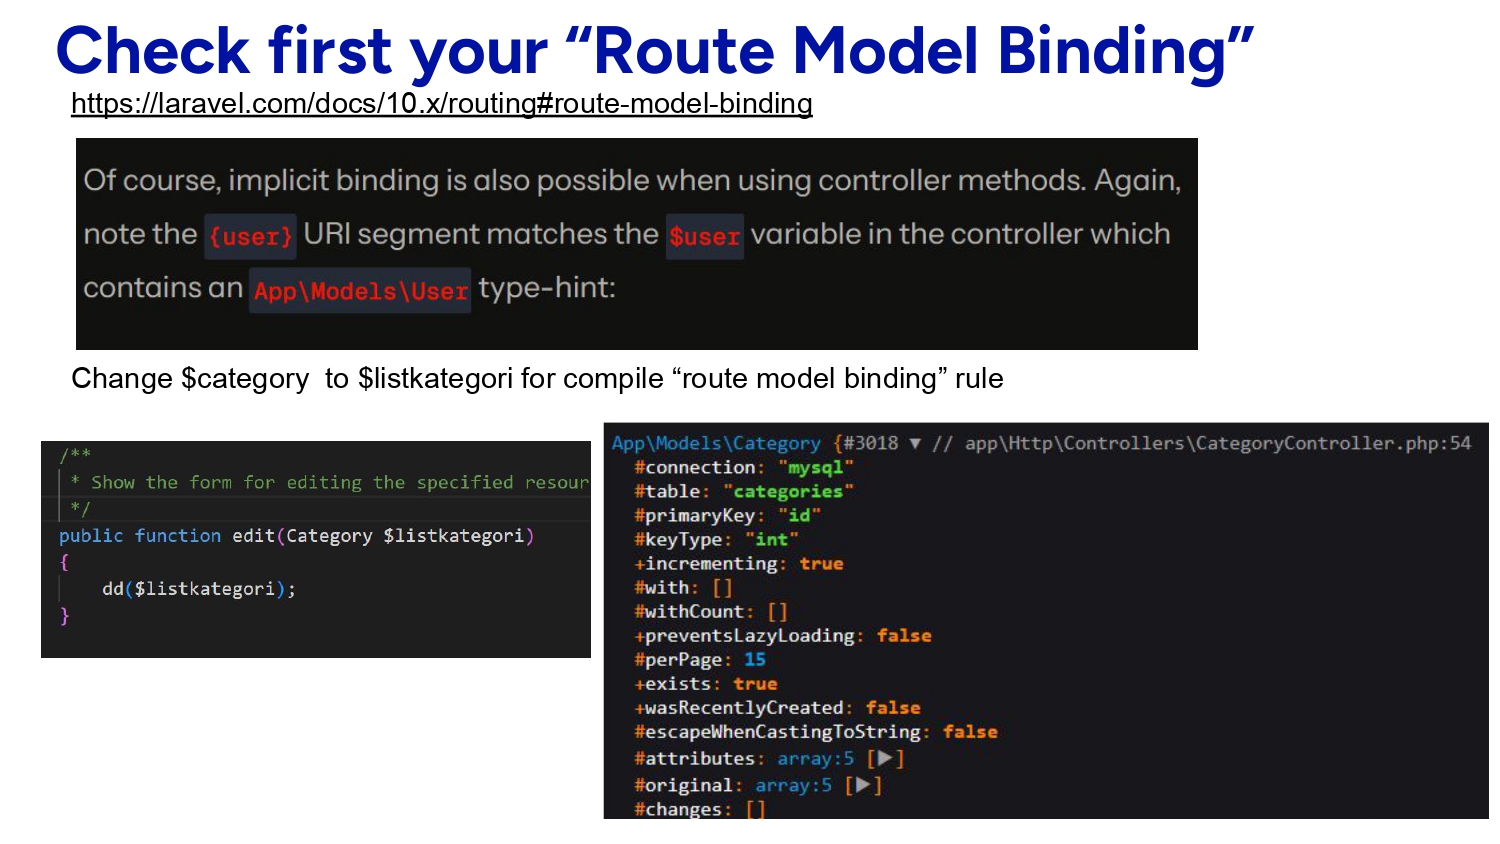 Check first your “Route Model Binding”
https://laravel.com/docs/10.x/routing#route-model-binding
Of course, implicit binding is also possible when using controller methods. Again,
note the {user} URI segment matches the $user variable in the controller which
contains an App\Models\User type-hint:
Change $category  to $listkategori for compile “route model binding” rule
/**
* Show the form for editing the specified resour
*/
public function edit(Category $listkategori)
{
dd($listkategori);
}
App\Models\Category {#3018 ▼ // app\Http\Controllers\CategoryController.php:54
#connection: "mysql"
#table: "categories"
#primaryKey: "id"
#keyType: "int"
+incrementing: true
#with: []
#withCount: []
+preventsLazyLoading: false
#perPage: 15
+exists: true
+wasRecentlyCreated: false
#escapeWhenCastingToString: false
#attributes: array:5 [▶]
#original: array:5 [▶]
#changes: []